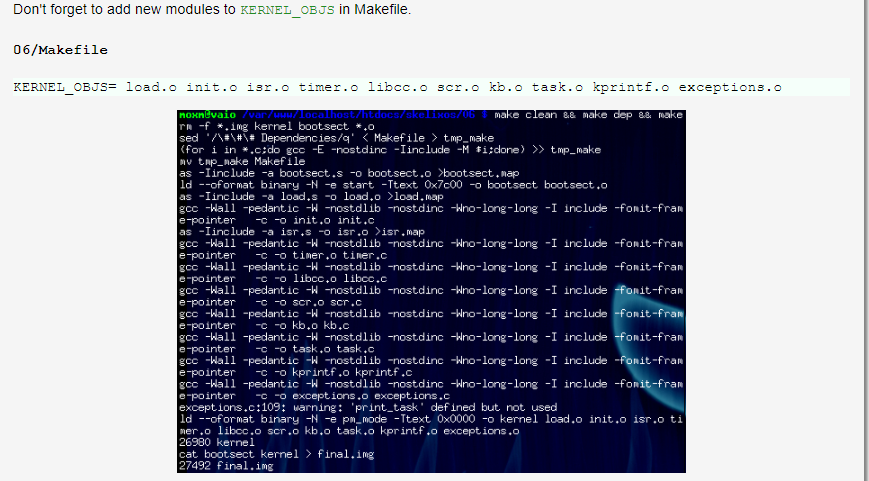 Don't forget to add new modules to KERNEL_OBJS in Makefile.
06/Makefile
KERNEL_OBJS= load.o init.o isr.o timer.o libcc.o scr.o kb.o task.o kprintf.o exceptions.o
moxm@vaio /var/www/localhost/htdocs/skelixos/06 $ make clean && make dep && make
rm -f *.img kernel bootsect *.o
sed '/\#\#\# Dependencies/q' < Makefile > tmp_make
(for i in *.c;do gcc -E -nostdinc -Iinclude -M $i;done) >> tmp_make
mv tmp_make Makefile
as -Iinclude -a bootsect.s -o bootsect.o >bootsect.map
ld --oformat binary -N -e start -Ttext 0x7c00 -o bootsect bootsect.o
as -Iinclude -a load.s -o load.o >load.map
gcc -Wall -pedantic -W -nostdlib -nostdinc -Wno-long-long -I include -fomit-fram
e-pointer   -c -o init.o init.c
as -Iinclude -a isr.s -o isr.o >isr.map
gcc -Wall -pedantic -W -nostdlib -nostdinc -Wno-long-long -I include -fomit-fram
e-pointer   -c -o timer.o timer.c
gcc -Wall -pedantic -W -nostdlib -nostdinc -Wno-long-long -I include -fomit-fram
e-pointer   -c -o libcc.o libcc.c
gcc -Wall -pedantic -W -nostdlib -nostdinc -Wno-long-long -I include -fomit-fram
e-pointer   -c -o scr.o scr.c
gcc -Wall -pedantic -W -nostdlib -nostdinc -Wno-long-long -I include -fomit-fram
e-pointer   -c -o kb.o kb.c
gcc -Wall -pedantic -W -nostdlib -nostdinc -Wno-long-long -I include -fomit-fram
e-pointer   -c -o task.o task.c
gcc -Wall -pedantic -W -nostdlib -nostdinc -Wno-long-long -I include -fomit-fram
e-pointer   -c -o kprintf.o kprintf.c
gcc -Wall -pedantic -W -nostdlib -nostdinc -Wno-long-long -I include -fomit-fram
e-pointer   -c -o exceptions.o exceptions.c
exceptions.c:109: warning: 'print_task' defined but not used
ld --oformat binary -N -e pm_mode -Ttext 0x0000 -o kernel load.o init.o isr.o ti
mer.o libcc.o scr.o kb.o task.o kprintf.o exceptions.o
26980 kernel
cat bootsect kernel > final.img
27492 final.img